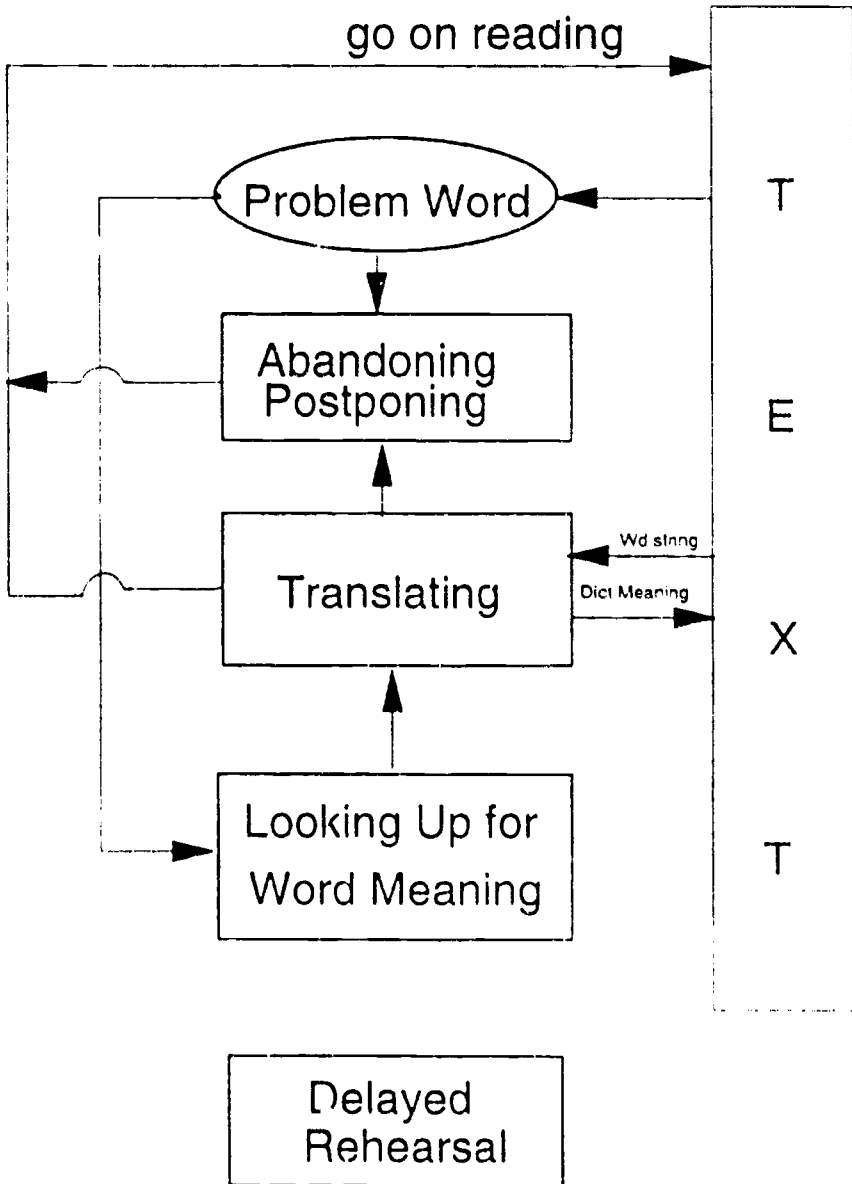 go on reading
Problem Word
Abandoning
Postponing
Wd string
Translating
Dict Meaning
Looking Up for
Word Meaning
Delayed
Rehearsal
T
E
X
T